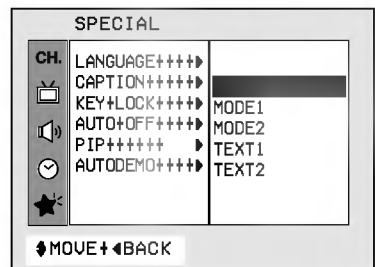 SPECIAL
CH.
LANGUAGE++++▶
CAPTION+++++▶
KEY+LOCK++++▶
AUTO+OFF++++▶
PIP++++++ ▶
AUTODEMO++++▶
MODE1
MODE2
TEXT1
TEXT2
♦MOVE+◀BACK